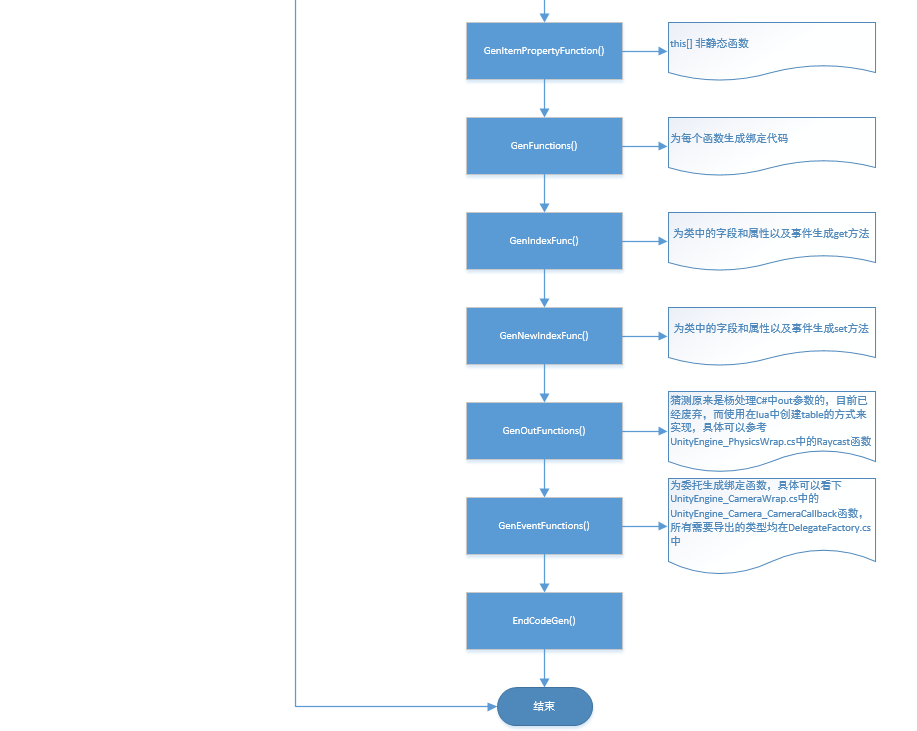 GenItemPropertyFunction()
this[] 非静态函数
GenFunctions()
为每个函数生成绑定代码
GenIndexFunc()
为类中的字段和属性以及事件生成get方法
GenNewIndexFunc()
为类中的字段和属性以及事件生成set方法
GenOutFunctions()
猜测原来是杨处理C#中out参数的，目前已
经废弃，而使用在lua中创建table的方式来
实现，具体可以参考
UnityEngine_PhysicsWrap.cs中的Raycast函数
GenEventFunctions()
为委托生成绑定函数，具体可以看下
UnityEngine_CameraWrap.cs中的
UnityEngine_Camera_CameraCallback函数，
所有需要导出的类型均在DelegateFactory.cs
中
EndCodeGen()
结束